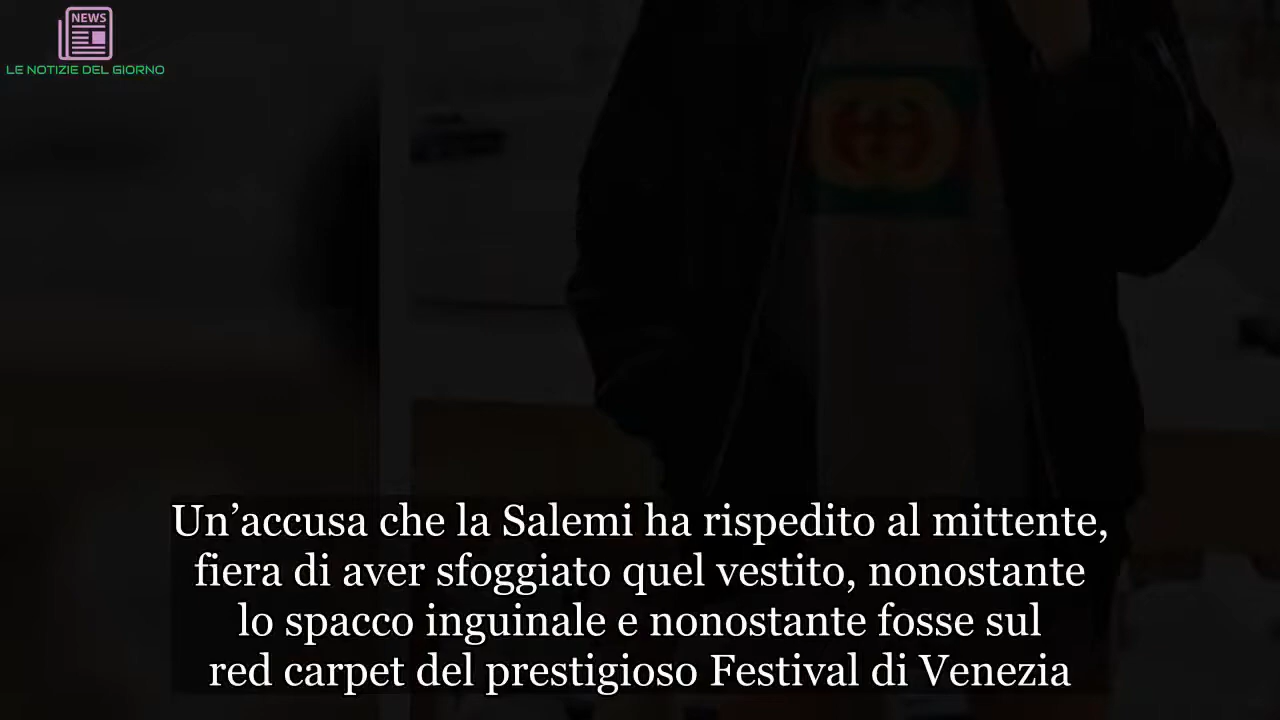 NEWS
LE NOTIZIE DEL GIORNO
Un’accusa che la Salemi ha rispedito al mittente,
fiera di aver sfoggiato quel vestito, nonostante
lo spacco inguinale e nonostante fosse sul
red carpet del prestigioso Festival di Venezia